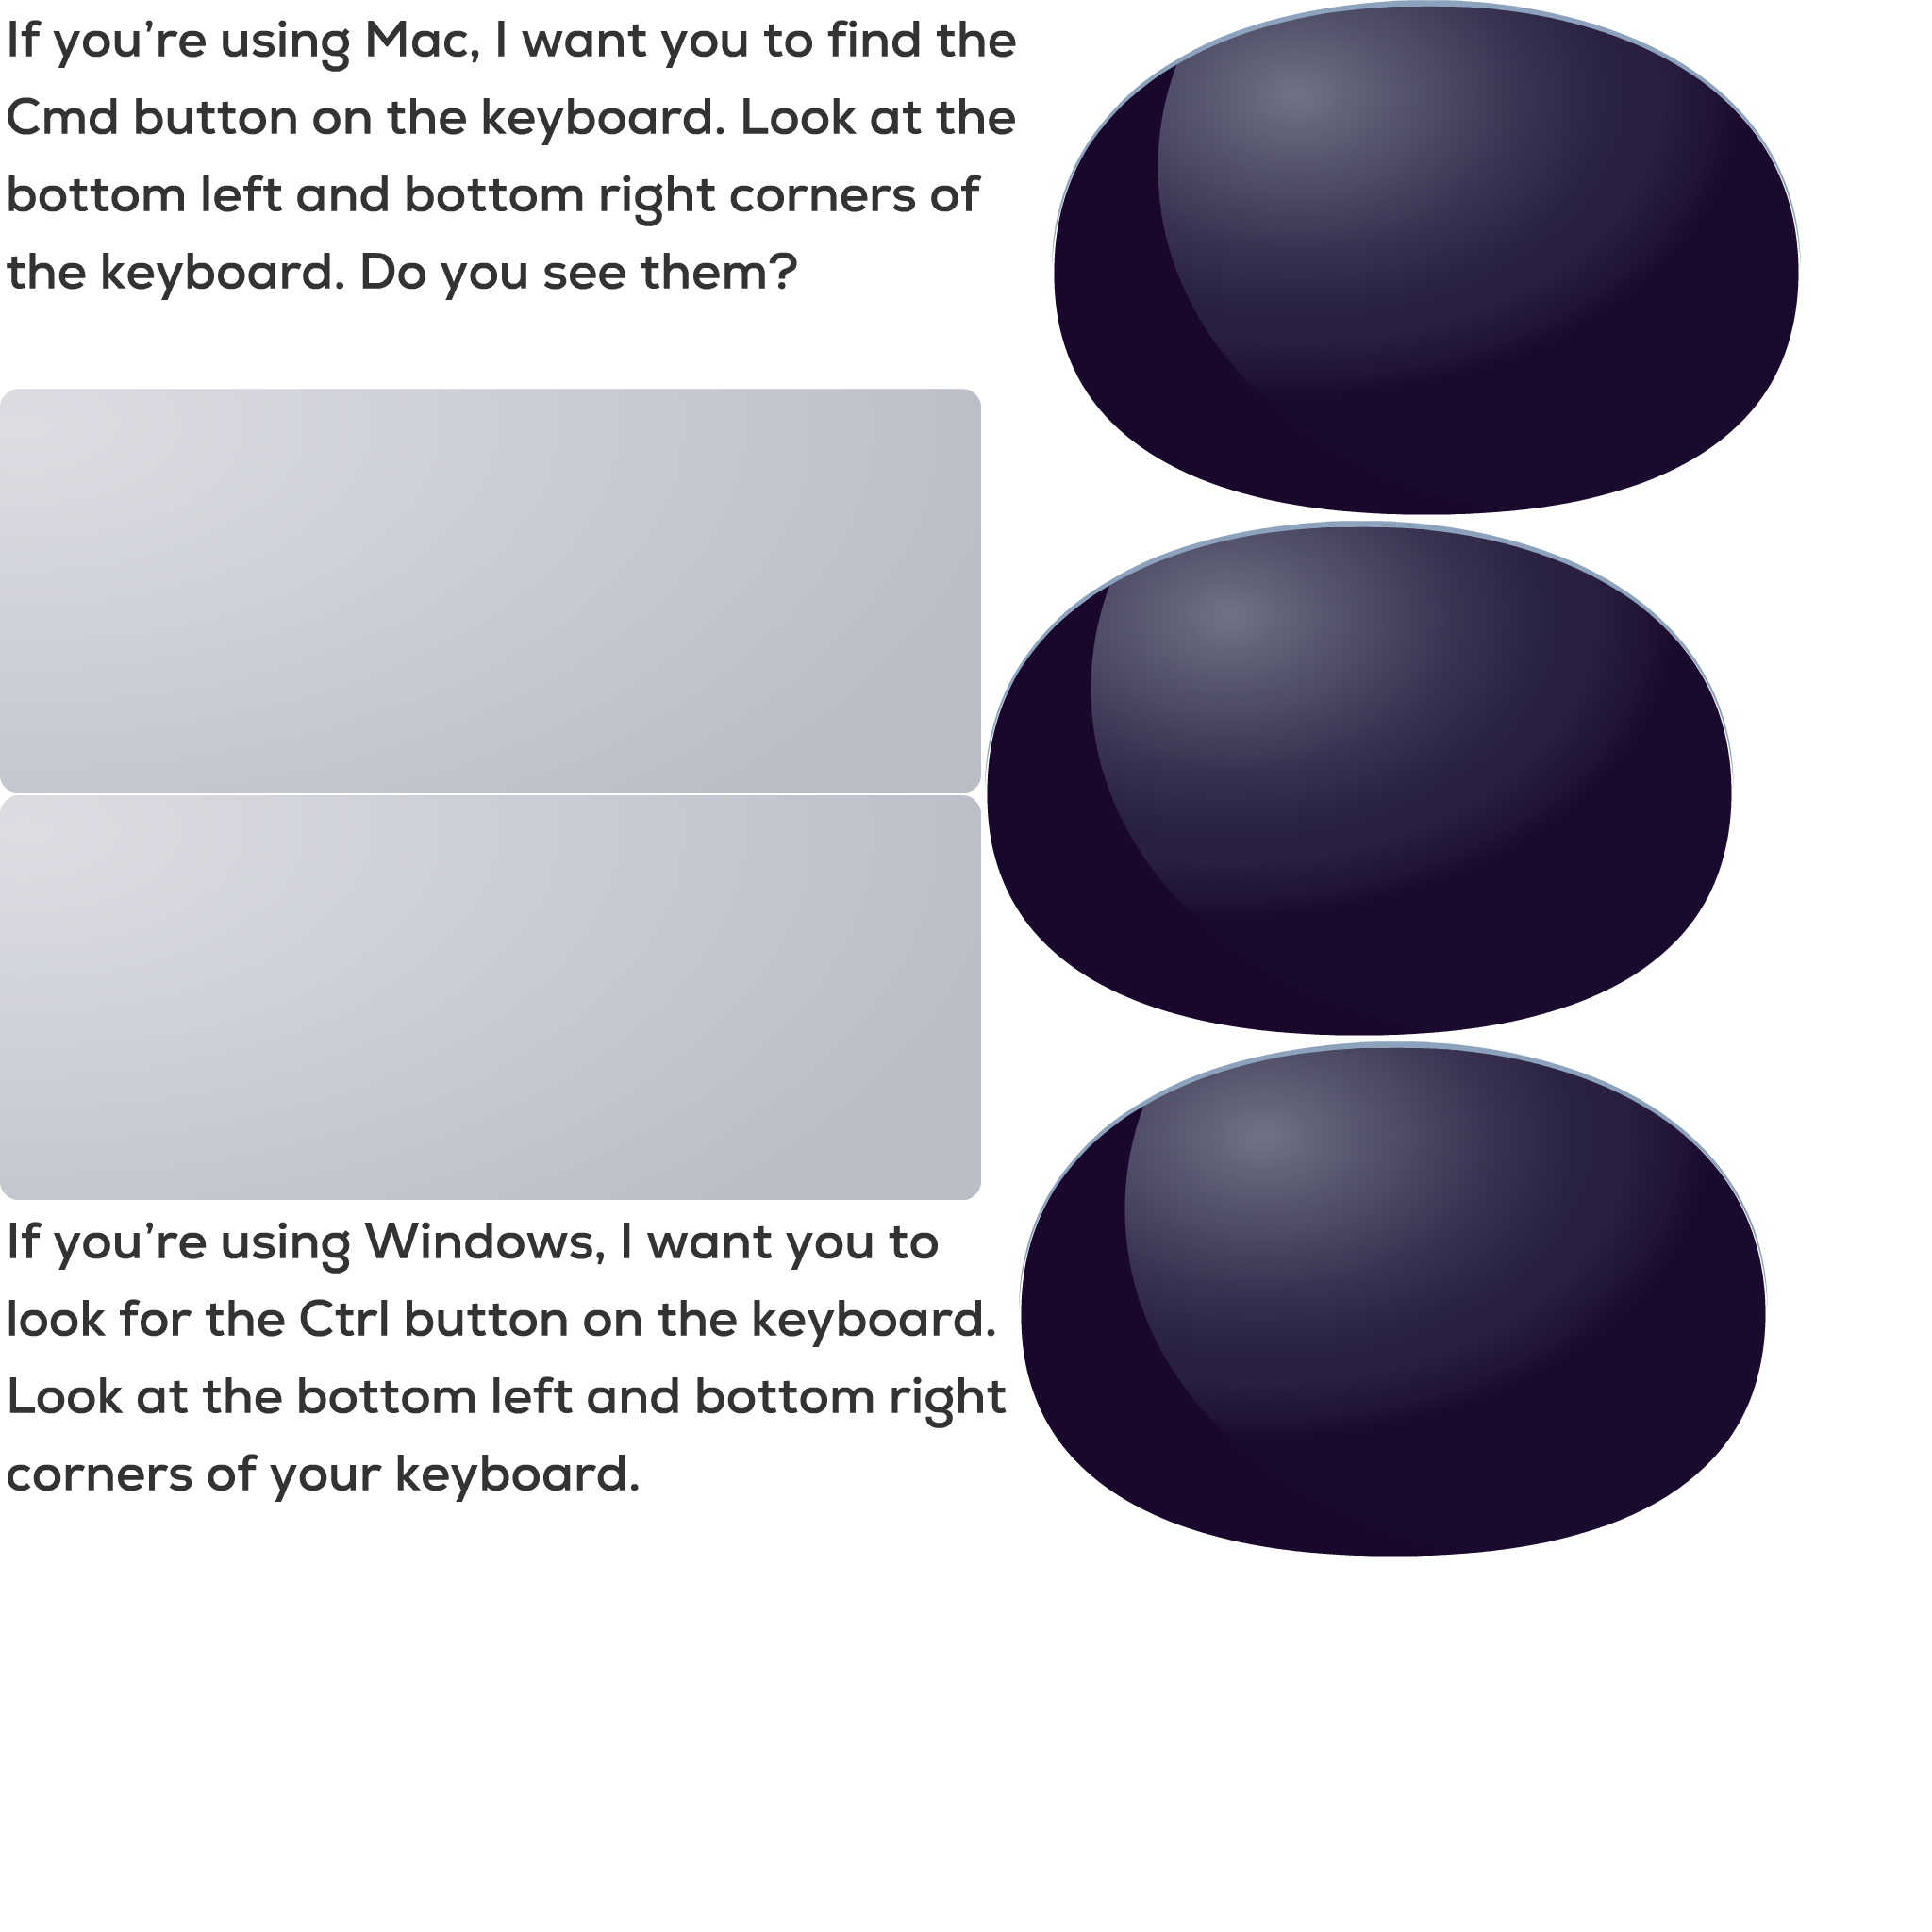 If you’re using Mac, I want you to find the
Cmd button on the keyboard. Look at the
bottom left and bottom right corners of
the keyboard. Do you see them?
If you’re using Windows, I want you to
look for the Ctrl button on the keyboard.
Look at the bottom left and bottom right
corners of your keyboard.